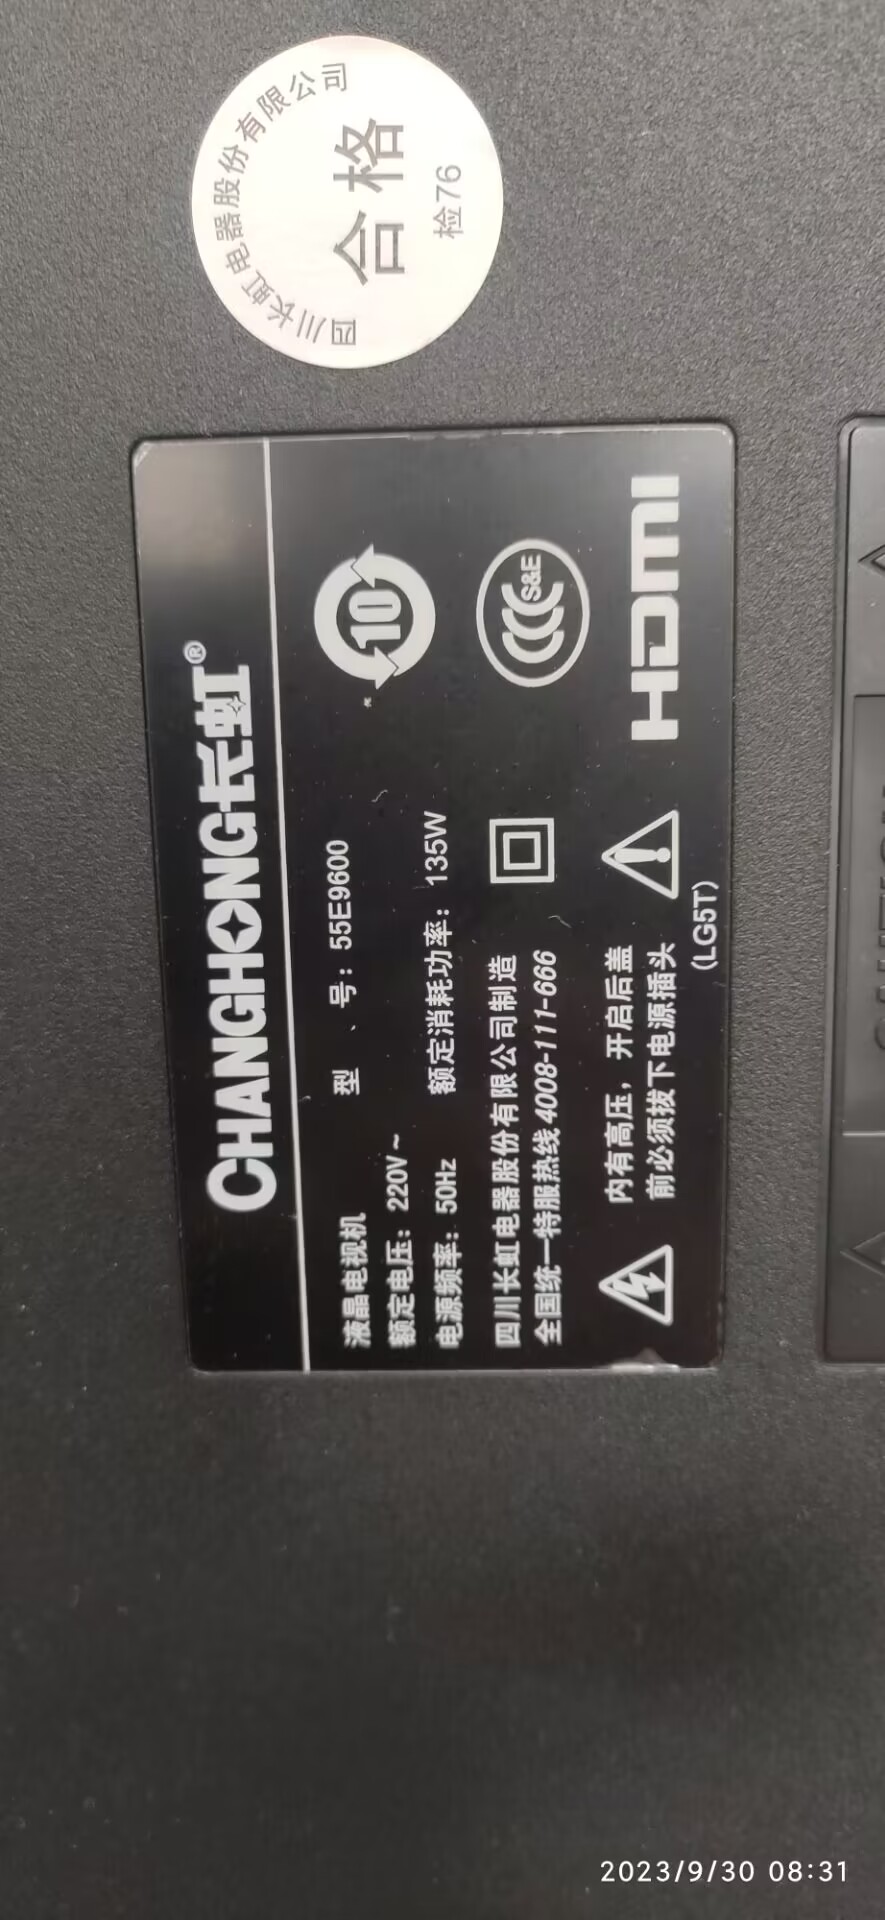 四川长虹电器股份有限公司
合格
检76
CHANGHONG长虹®
液晶电视机 型 、号：55E9600
额定电压：220V~
电源频率：50Hz 额定消耗功率：135W
10
四川长虹电器股份有限公司制造
全国统一特服热线4008-111-666
S&E
内有高压，开启后盖
前必须拔下电源插头
HDMI
(LG5T)
2023/9/30 08:31